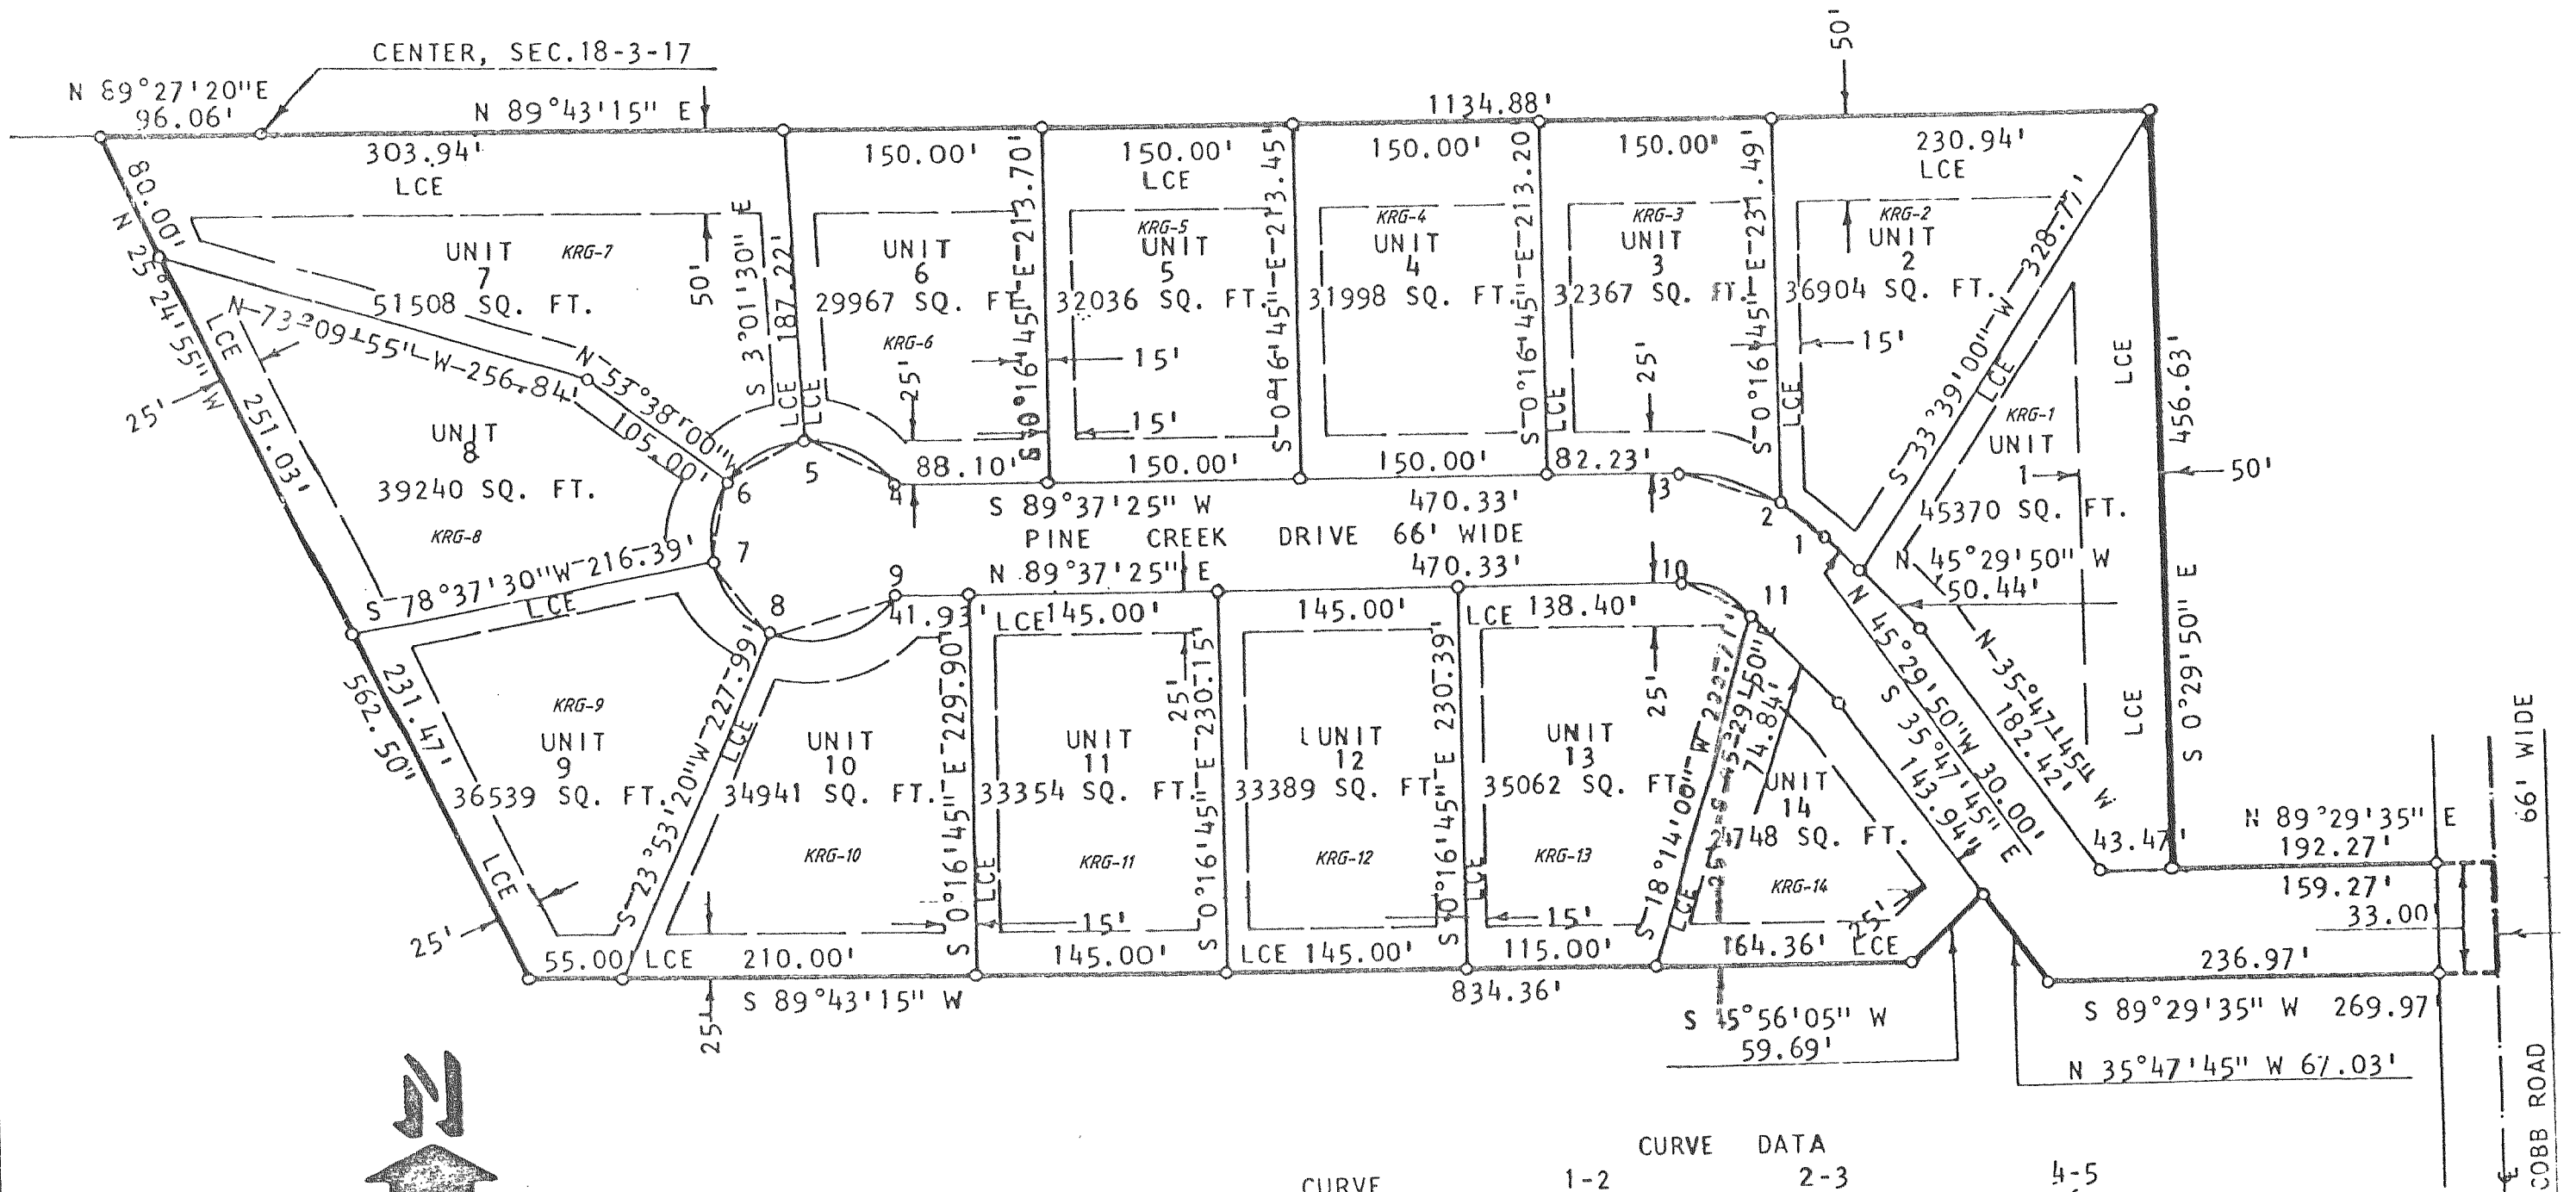 CENTER, SEC.18-3-17
50'
N 89°27'20"E
96.06'
N 89°43'15" E
1134.88'
303.94'
LCE
150.00'
150.00'
LCE
150.00'
150.00'
230.94'
LCE
80.00'
N 25°24'55" W
UNIT
7
KRG-7
51508 SQ. FT.
50'
S 3°01'30" E
187.22'
LCE
LCE
UNIT
6
29967 SQ. FT.
KRG-6
25'
S-0°16'45"-E-213.70'
15'
15'
KRG-5
UNIT
5
32036 SQ. FT.
S-0°16'45"-E-213.45'
KRG-4
UNIT
4
31998 SQ. FT.
S-0°16'45"-E-213.20
LCE
KRG-3
UNIT
3
32367 SQ. FT.
25'
S-0°16'45"-E-231.49'
LCE
KRG-2
UNIT
2
36904 SQ. FT.
15'
S-33°39'00"-W-328.77'
LCE
LCE
KRG-1
UNIT
1
45370 SQ. FT.
456.63'
50'
LCE
S 0°29'50" E
LCE
N-73°09'55"-W-256.84'
N-53°38'00"W
105.00'
25'
251.03'
UNIT
8
39240 SQ. FT.
KRG-8
S-78°37'30"W-216.39'
LCE
5
6
4
7
8
9
88.10'
150.00'
150.00'
82.23'
3
2
1
S 89°37'25" W
470.33'
PINE CREEK DRIVE 66' WIDE
N 89°37'25" E
470.33'
10
11
N 45°29'50" W
50.44'
41.93'
LCE
145.00'
145.00'
LCE
138.40'
N 45°29'50"W 30.00'
S 35°47'45" E
143.94'
N-35°47'45" W
182.42'
231.47'
562.50"
KRG-9
UNIT
9
36539 SQ. FT.
LCE
25'
S-23°53'20"W-227.99'
LCE
UNIT
10
34941 SQ. FT.
KRG-10
S 0°16'45"-E 229.90'
LCE
UNIT
11
33354 SQ. FT.
KRG-11
15'
25'
S 0°16'45"E 230.15'
UNIT
12
33389 SQ. FT.
KRG-12
S 0°16'45"E 230.39'
LCE
UNIT
13
35062 SQ. FT.
KRG-13
15'
25'
S-18°14'00"-W
74.84'
LCE
UNIT
14
24748 SQ. FT.
KRG-14
25'
43.47'
N 89°29'35" E
192.27'
159.27'
33.00'
66' WIDE
55.00
LCE
210.00'
145.00'
LCE
145.00'
115.00'
164.36'
LCE
236.97'
S 89°43'15" W
834.36'
25'
S 45°56'05" W
59.69'
S 89°29'35" W 269.97
N 35°47'45" W 67.03'
COBB ROAD
N
CURVE DATA
CURVE 1-2 2-3 4-5